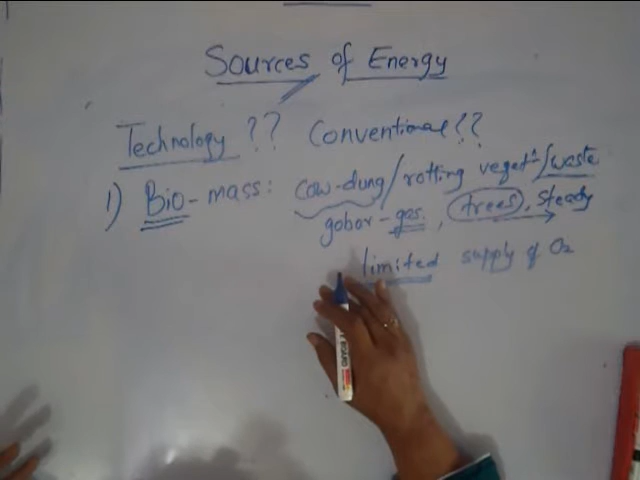 Sources of Energy
Technology ?? Conventional ??
1) Bio-mass: Cow-dung/rotting veget^n/waste
gobar-gas, trees, steady
limited supply of O2
BOARD